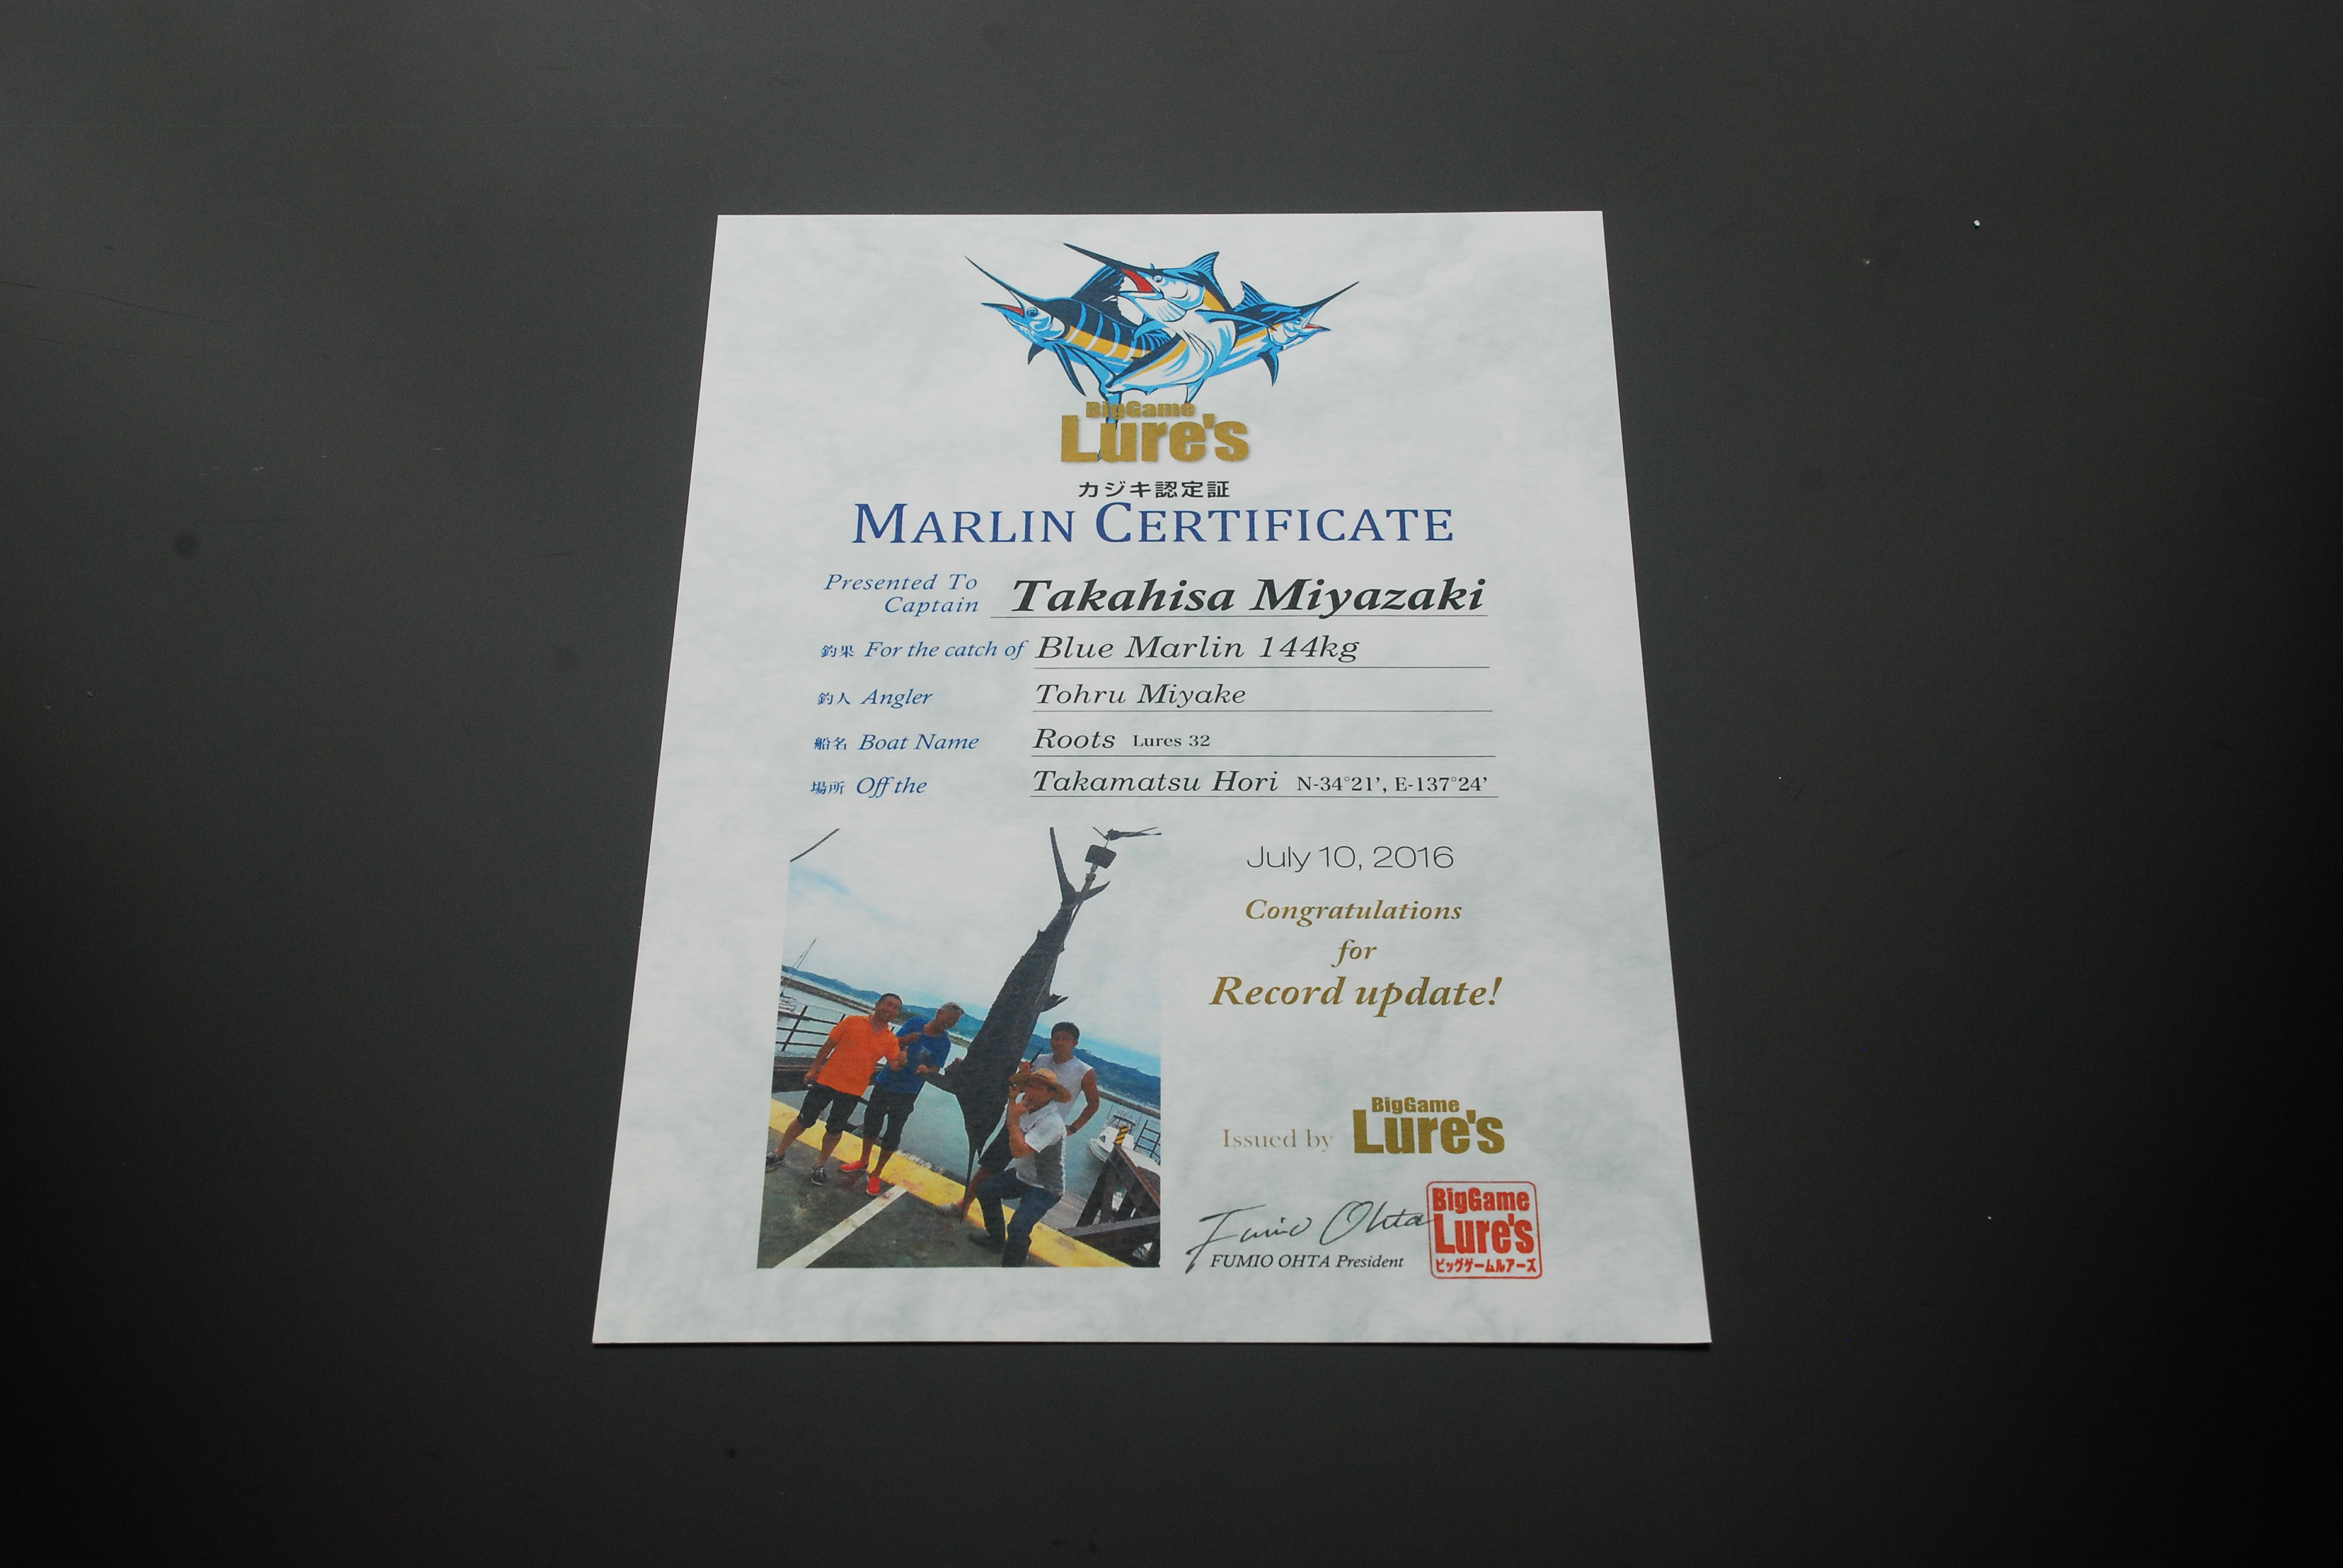 BigGame
Lure's
カジキ認定証
MARLIN CERTIFICATE
Presented To
Captain Takahisa Miyazaki
釣果 For the catch of Blue Marlin 144kg
釣人 Angler Tohru Miyake
船名 Boat Name Roots Lures 32
場所 Off the Takamatsu Hori N-34°21', E-137°24'
July 10, 2016
Congratulations
for
Record update!
Issued by BigGame Lure's
Fumio Ohta
FUMIO OHTA President
BigGame
Lure's
ビッグゲームルアーズ